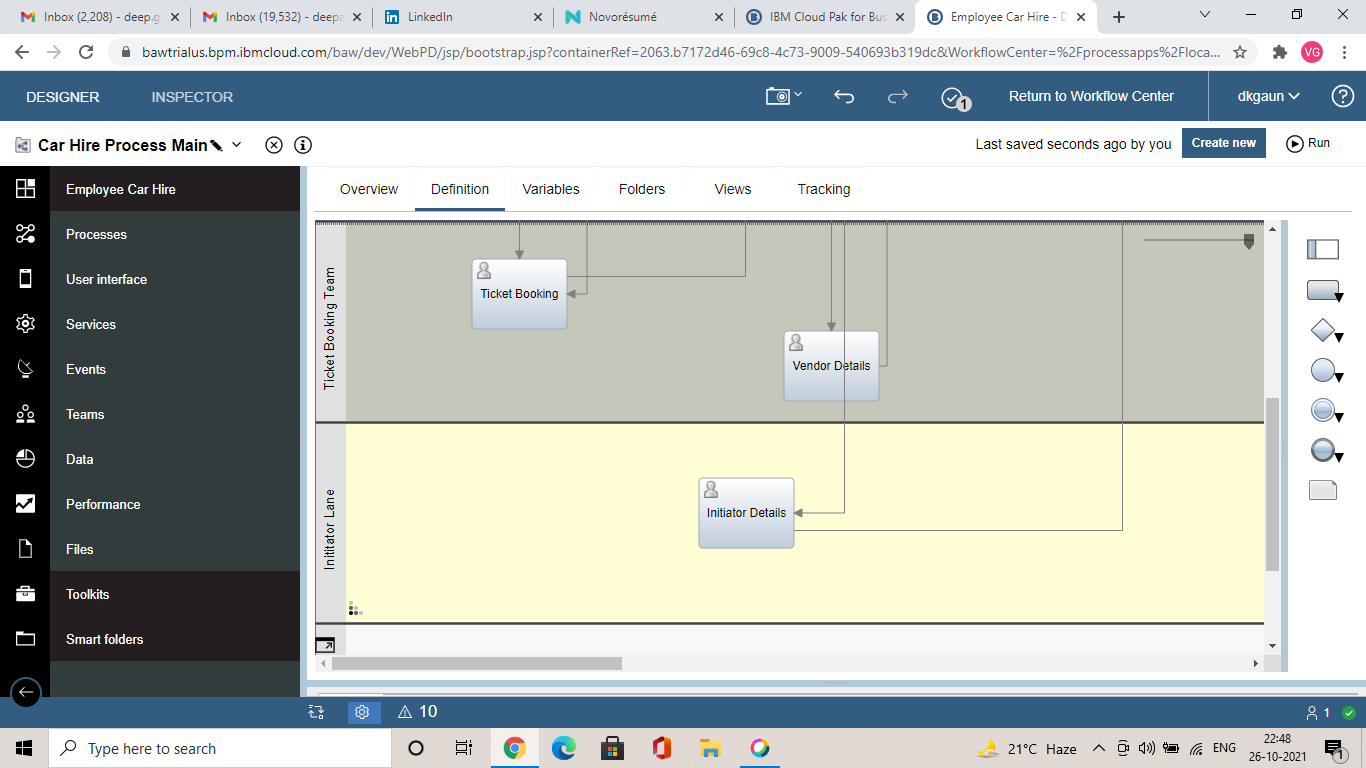 Inbox (2,208) - deep.g
Inbox (19,532) - deepa
LinkedIn
Novorésumé
IBM Cloud Pak for Bus
Employee Car Hire - D
bawtrialus.bpm.ibmcloud.com/baw/dev/WebPD/jsp/bootstrap.jsp?containerRef=2063.b7172d46-69c8-4c73-9009-540693b319dc&WorkflowCenter=%2Fprocessapps%2Floca...
VG
DESIGNER
INSPECTOR
1
Return to Workflow Center
dkgaun
Car Hire Process Main
Last saved seconds ago by you
Create new
Run
Employee Car Hire
Processes
User interface
Services
Events
Teams
Data
Performance
Files
Toolkits
Smart folders
Overview
Definition
Variables
Folders
Views
Tracking
Ticket Booking Team
Ticket Booking
Vendor Details
Inititator Lane
Initiator Details
10
1
Type here to search
21°C Haze
ENG
22:48
26-10-2021
1